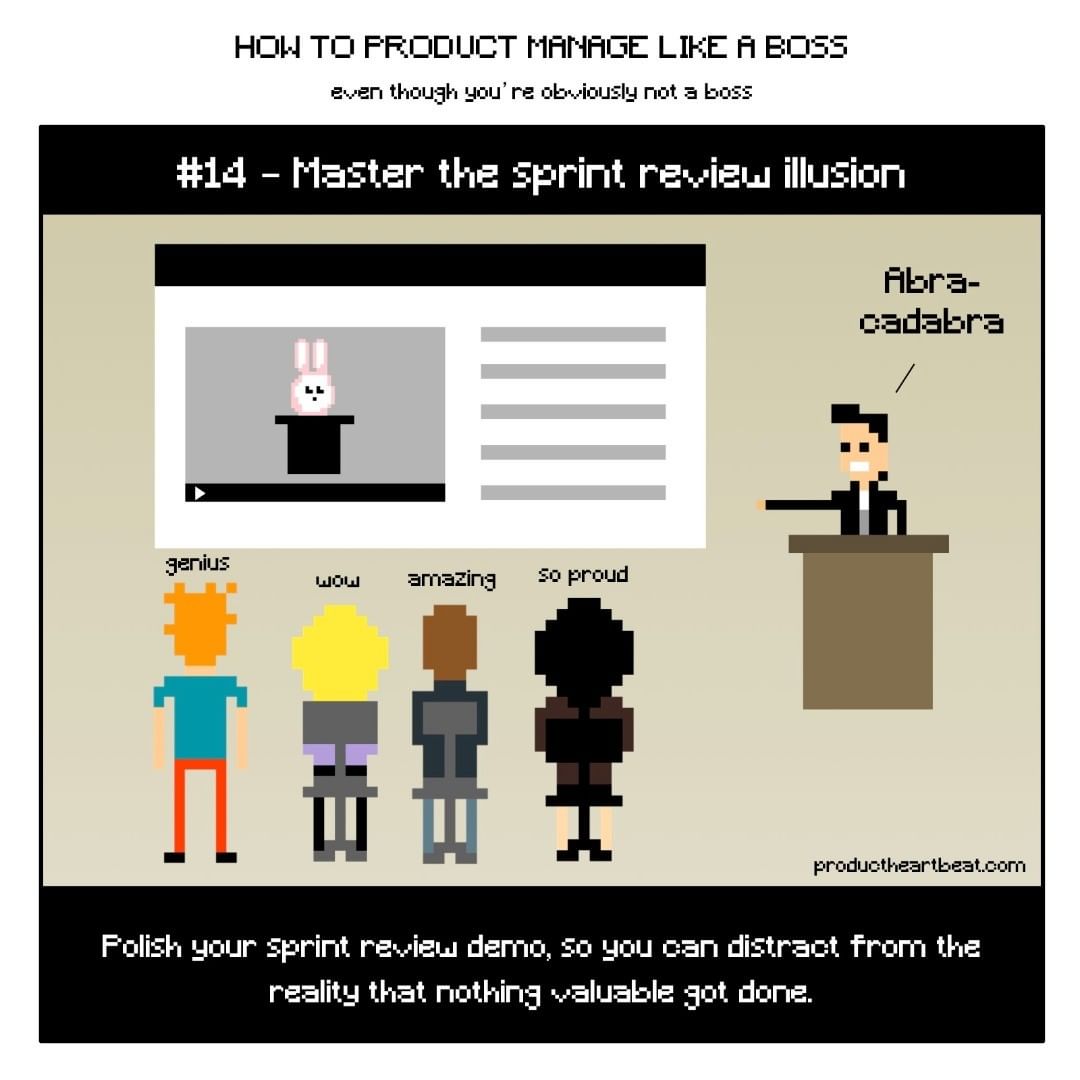 HOW TO PRODUCT MANAGE LIKE A BOSS
even though you're obviously not a boss
#14 - Master the sprint review illusion
Abra-
cadabra
genius
wow
amazing
so proud
productheartbeat.com
Polish your sprint review demo, so you can distract from the
reality that nothing valuable got done.